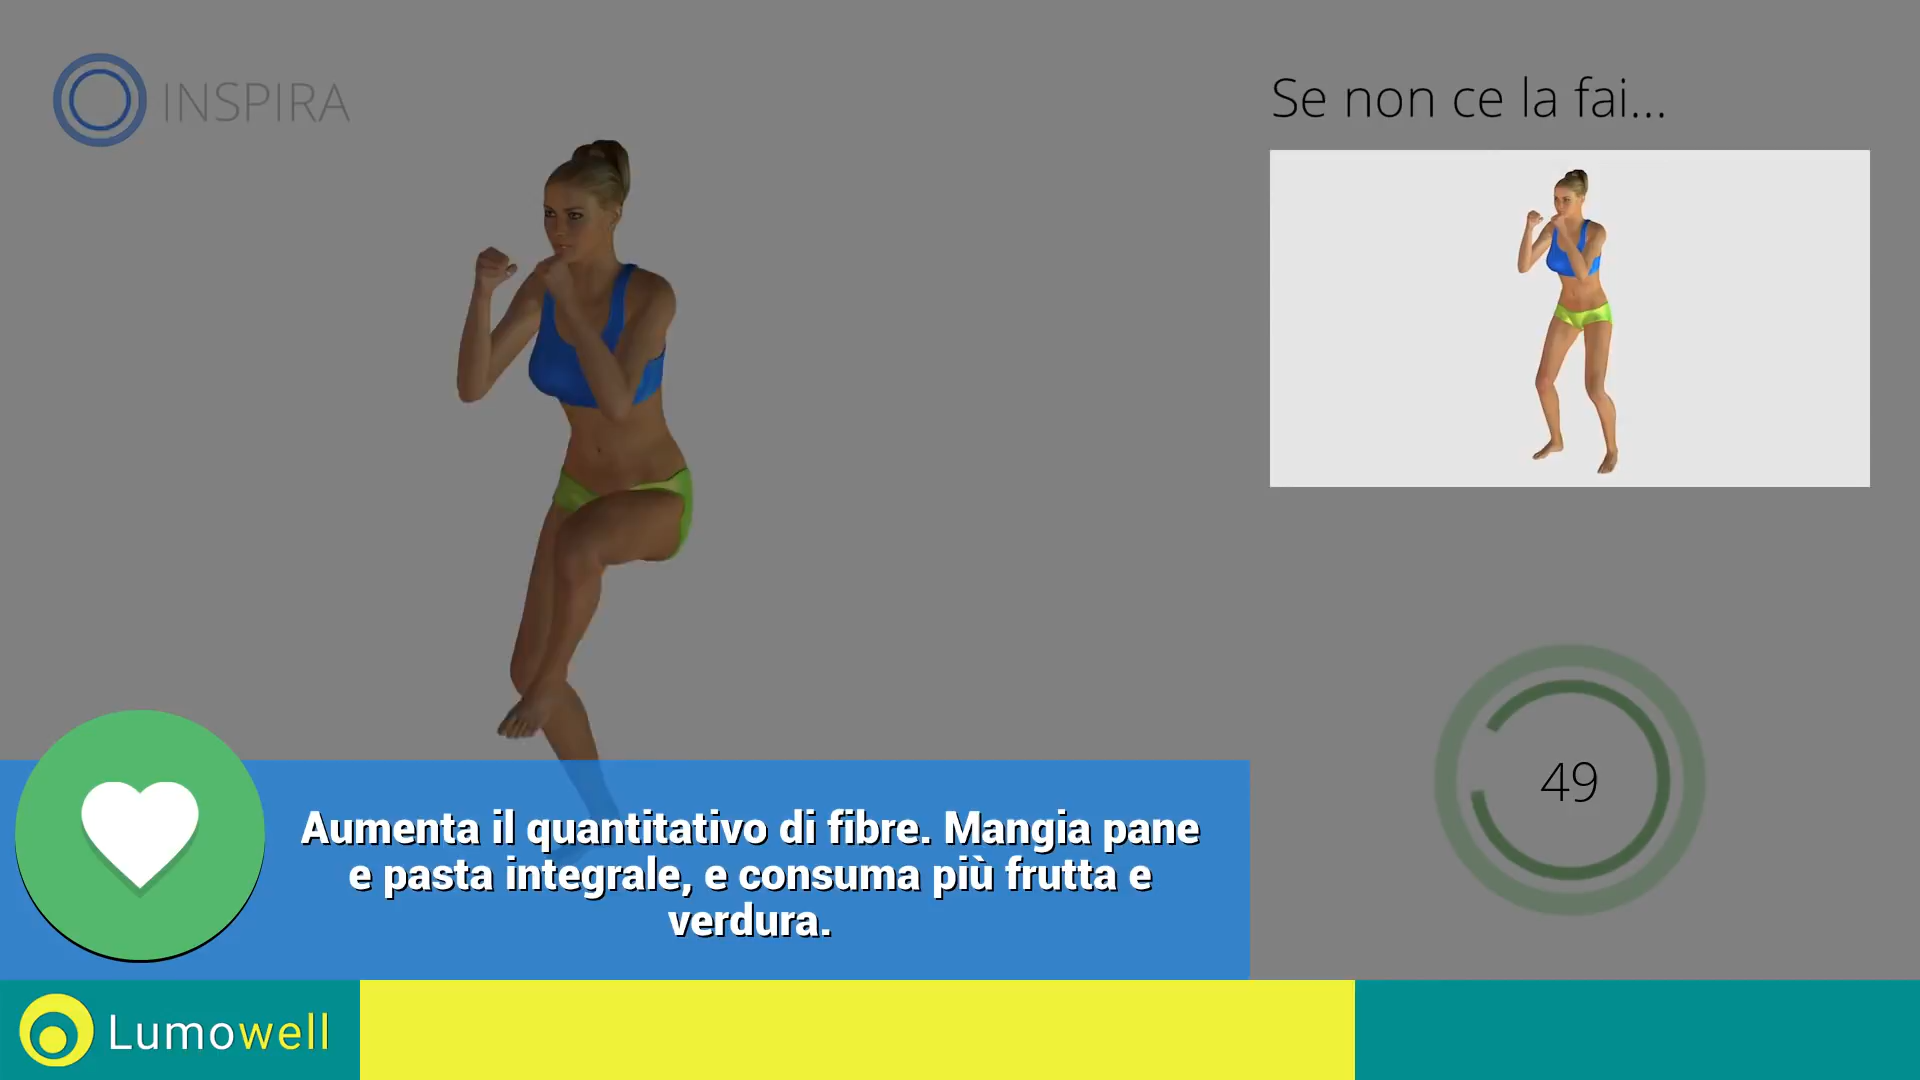 INSPIRA
Se non ce la fai...
49
Aumenta il quantitativo di fibre. Mangia pane
e pasta integrale, e consuma più frutta e
verdura.
Lumowell